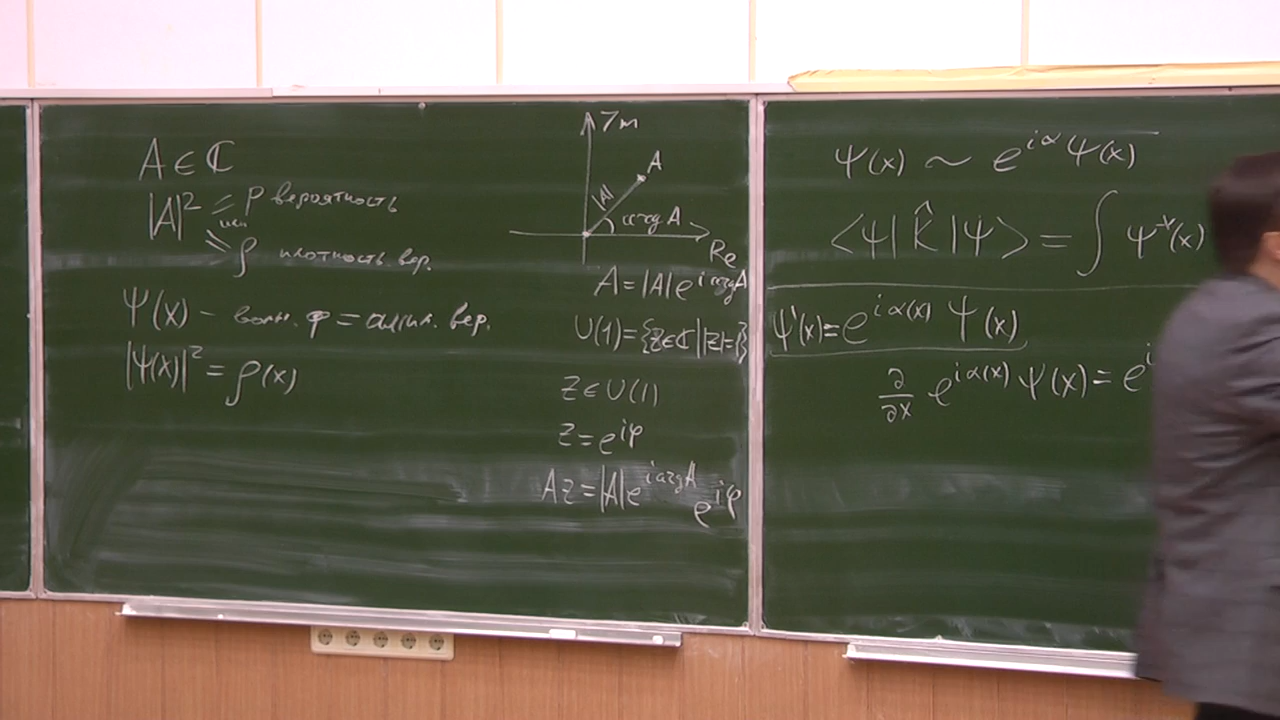 A ∈ ℂ
|A|² = p вероятность
ρ плотность вер.
Ψ(x) – волн. φ = ампл. вер.
|Ψ(x)|² = ρ(x)
Im
A
|A|
arg A
Re
A = |A|e^{i arg A}
U(1) = {z ∈ ℂ | |z| = 1}
z ∈ U(1)
z = e^{iφ}
Az = |A|e^{i arg A} e^{iφ}
Ψ(x) ~ e^{iα} Ψ(x)
<Ψ| K̂ |Ψ> = ∫ Ψ*(x)
Ψ'(x) = e^{iα(x)} Ψ(x)
∂/∂x e^{iα(x)} Ψ(x) = e^{i